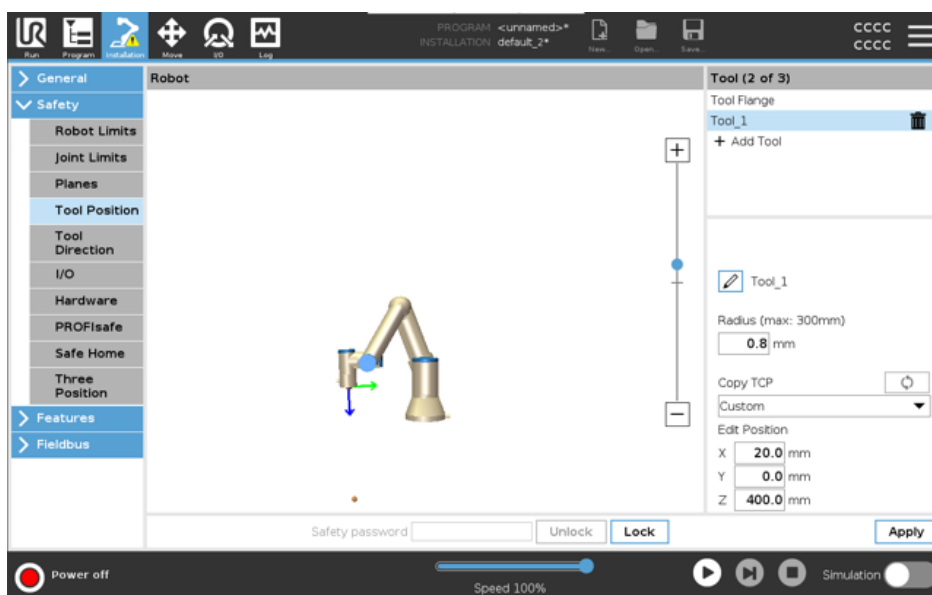 UR
PROGRAM <unnamed>*
INSTALLATION default_2*
Run Program Installation Move I/O Log
New... Open... Save...
CCCC
CCCC
General
Safety
Robot Limits
Joint Limits
Planes
Tool Position
Tool
Direction
I/O
Hardware
PROFIsafe
Safe Home
Three
Position
Features
Fieldbus
Robot
Tool (2 of 3)
Tool Flange
Tool_1
+ Add Tool
Tool_1
Radius (max: 300mm)
0.8 mm
Copy TCP
Custom
Edit Position
X 20.0 mm
Y 0.0 mm
Z 400.0 mm
Safety password
Unlock
Lock
Apply
Power off
Speed 100%
Simulation